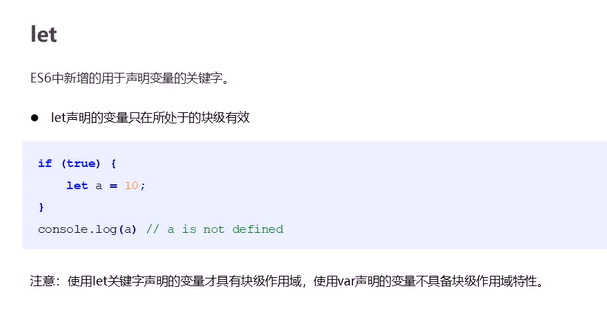 let
ES6中新增的用于声明变量的关键字。
● let声明的变量只在所处于的块级有效
if (true) {
    let a = 10;
}
console.log(a) // a is not defined
注意：使用let关键字声明的变量才具有块级作用域，使用var声明的变量不具备块级作用域特性。